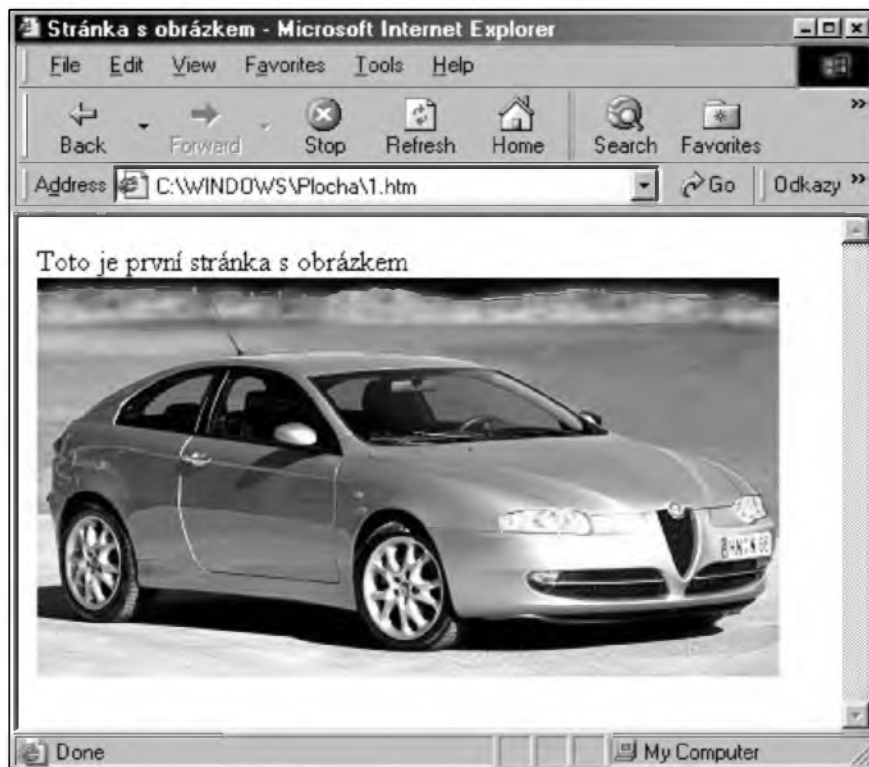 Stránka s obrázkem - Microsoft Internet Explorer
File Edit View Favorites Tools Help
Back Forward Stop Refresh Home Search Favorites »
Address C:\WINDOWS\Plocha\1.htm Go Odkazy »
Toto je první stránka s obrázkem
Done My Computer